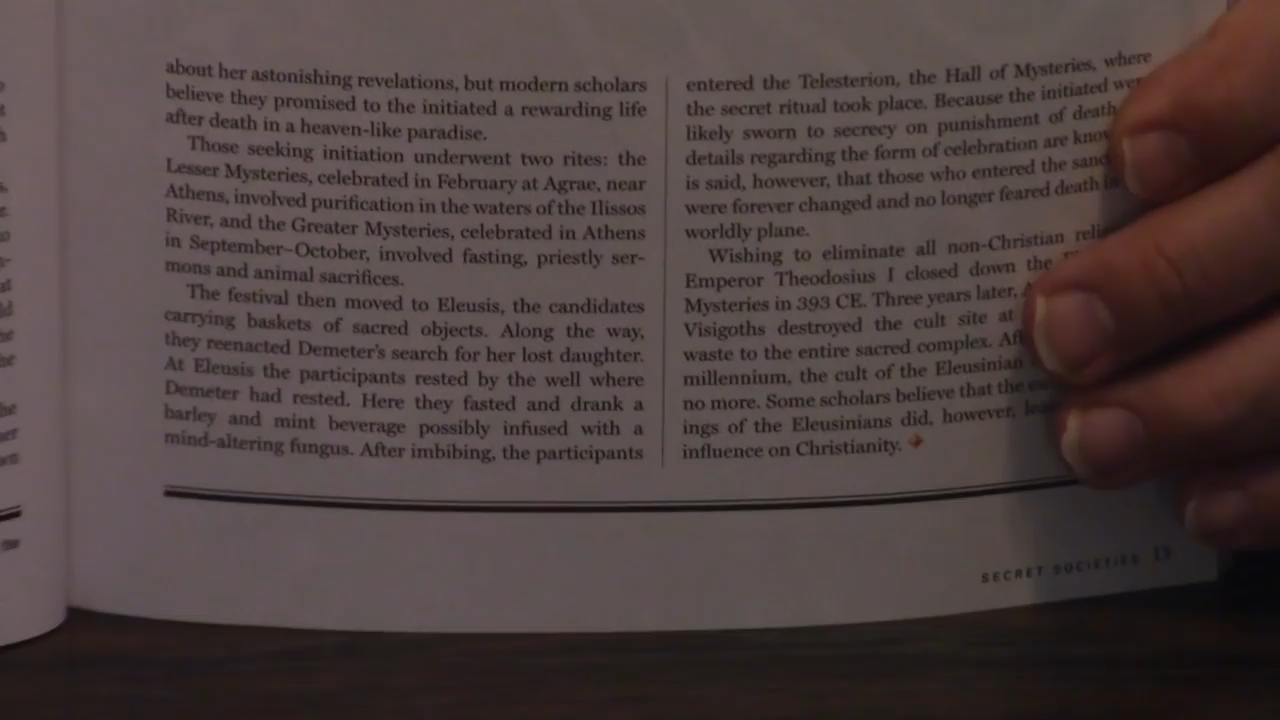 about her astonishing revelations, but modern scholars
believe they promised to the initiated a rewarding life
after death in a heaven-like paradise.
Those seeking initiation underwent two rites: the
Lesser Mysteries, celebrated in February at Agrae, near
Athens, involved purification in the waters of the Ilissos
River, and the Greater Mysteries, celebrated in Athens
in September–October, involved fasting, priestly ser-
mons and animal sacrifices.
The festival then moved to Eleusis, the candidates
carrying baskets of sacred objects. Along the way,
they reenacted Demeter's search for her lost daughter.
At Eleusis the participants rested by the well where
Demeter had rested. Here they fasted and drank a
barley and mint beverage possibly infused with a
mind-altering fungus. After imbibing, the participants
entered the Telesterion, the Hall of Mysteries, where
the secret ritual took place. Because the initiated
likely sworn to secrecy on punishment of death
details regarding the form of celebration are
is said, however, that those who entered the
were forever changed and no longer feared death
worldly plane.
Wishing to eliminate all non-Christian
Emperor Theodosius I closed down the
Mysteries in 393 CE. Three years later,
Visigoths destroyed the cult site at
waste to the entire sacred complex.
millennium, the cult of the Eleusinian
no more. Some scholars believe that the
ings of the Eleusinians did, however,
influence on Christianity.
SECRET SOCIETIES